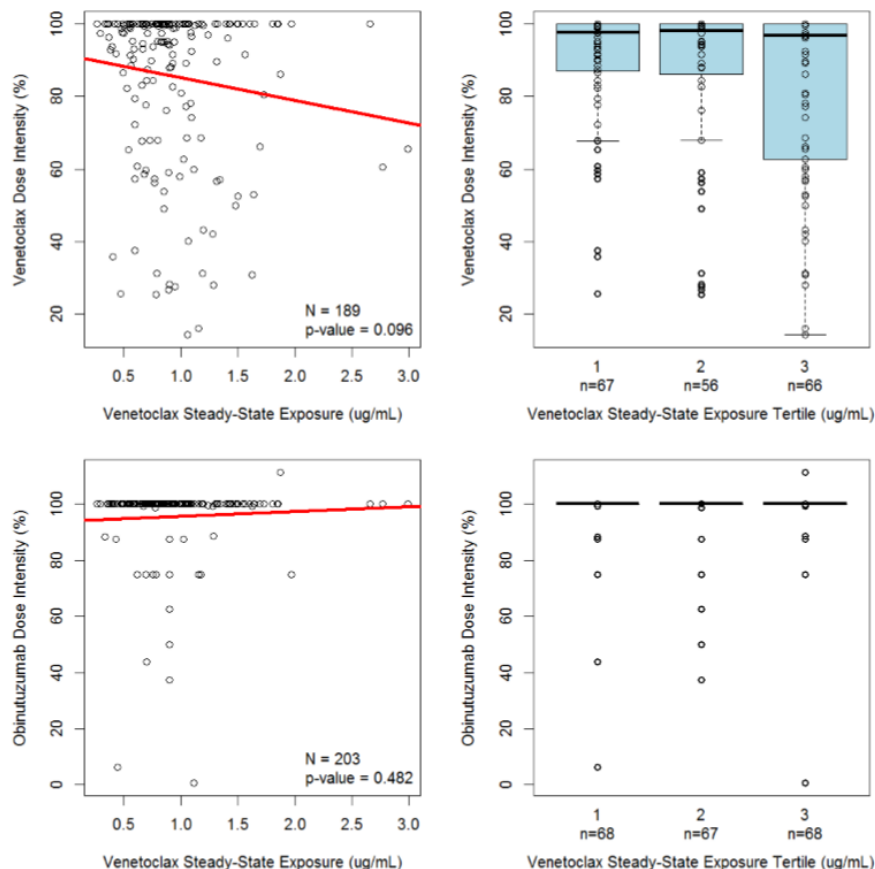 Venetoclax Dose Intensity (%)
100
80
60
40
20
N = 189
p-value = 0.096
0.5 1.0 1.5 2.0 2.5 3.0
Venetoclax Steady-State Exposure (ug/mL)
Venetoclax Dose Intensity (%)
100
80
60
40
20
1 2 3
n=67 n=56 n=66
Venetoclax Steady-State Exposure Tertile (ug/mL)
Obinutuzumab Dose Intensity (%)
100
80
60
40
20
0
N = 203
p-value = 0.482
0.5 1.0 1.5 2.0 2.5 3.0
Venetoclax Steady-State Exposure (ug/mL)
Obinutuzumab Dose Intensity (%)
100
80
60
40
20
0
1 2 3
n=68 n=67 n=68
Venetoclax Steady-State Exposure Tertile (ug/mL)